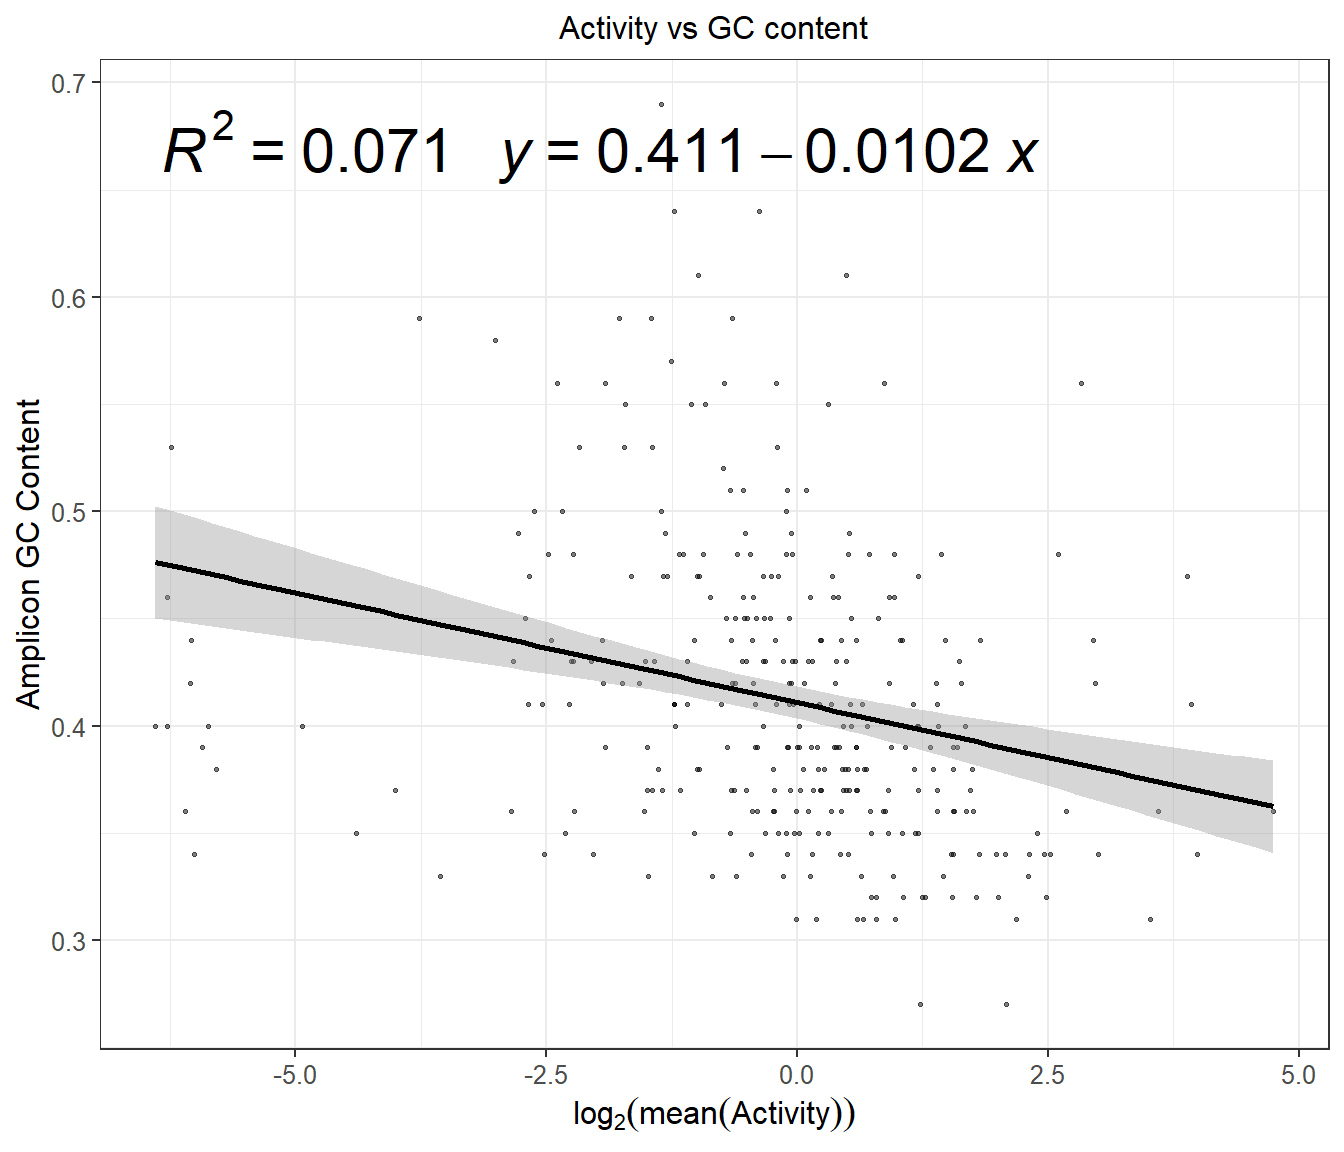 Activity vs GC content
R² = 0.071 y = 0.411 – 0.0102 x
0.7
0.6
0.5
0.4
0.3
Amplicon GC Content
-5.0 -2.5 0.0 2.5 5.0
log₂(mean(Activity))